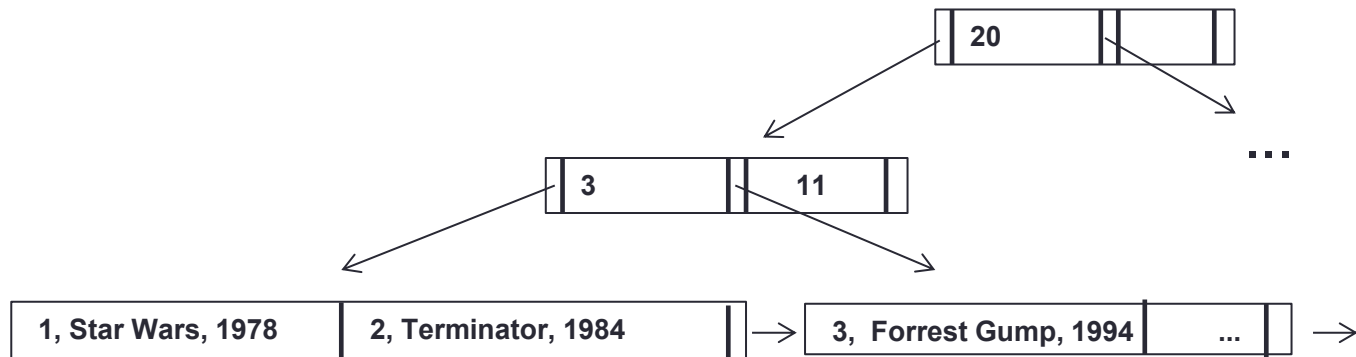 20
...
3 11
1, Star Wars, 1978 2, Terminator, 1984 3, Forrest Gump, 1994 ...